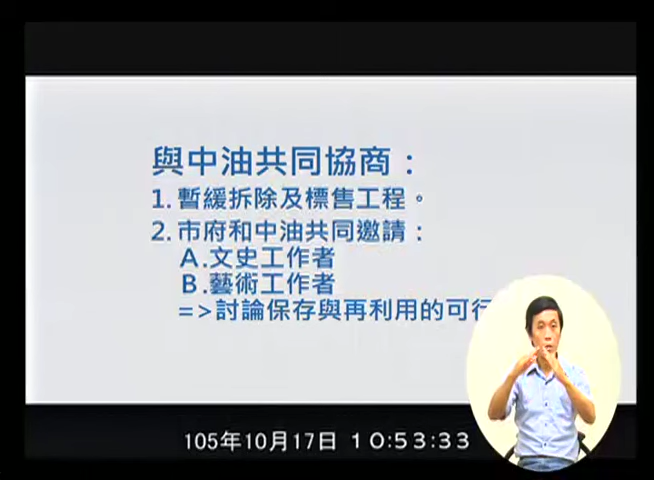 與中油共同協商：
1. 暫緩拆除及標售工程。
2. 市府和中油共同邀請：
A.文史工作者
B.藝術工作者
=>討論保存與再利用的可行
105年10月17日 10:53:33